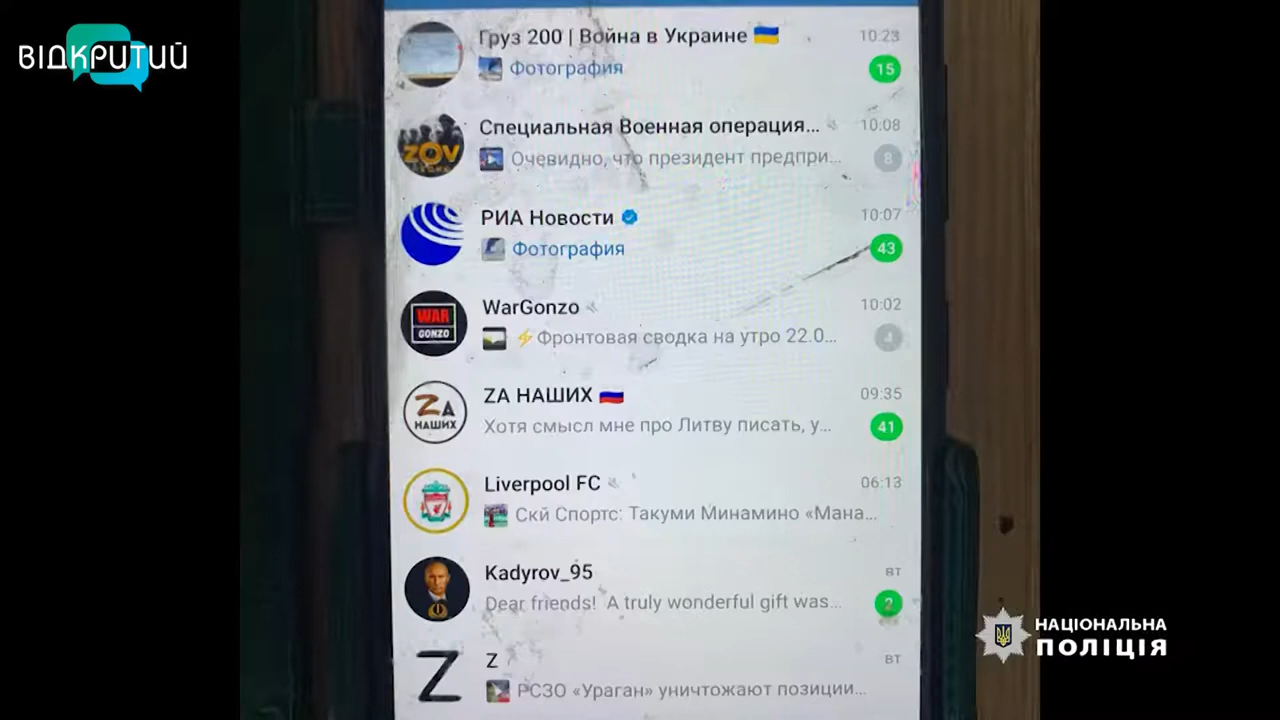 ВІДКРИТИЙ
Груз 200 | Война в Украине 10:23
Фотография 15
Специальная Военная операция... 10:08
ZOV
Очевидно, что президент предпри... 8
РИА Новости 10:07
Фотография 43
WarGonzo 10:02
WAR
GONZO
Фронтовая сводка на утро 22.0... 4
ZA НАШИХ 09:35
ZА
НАШИХ
Хотя смысл мне про Литву писать, у... 41
Liverpool FC 06:13
Скй Спортс: Такуми Минамино «Мана...
Kadyrov_95 вт
Dear friends! A truly wonderful gift was... 2
Z вт
Z
РСЗО «Ураган» уничтожают позиции...
НАЦІОНАЛЬНА
ПОЛІЦІЯ